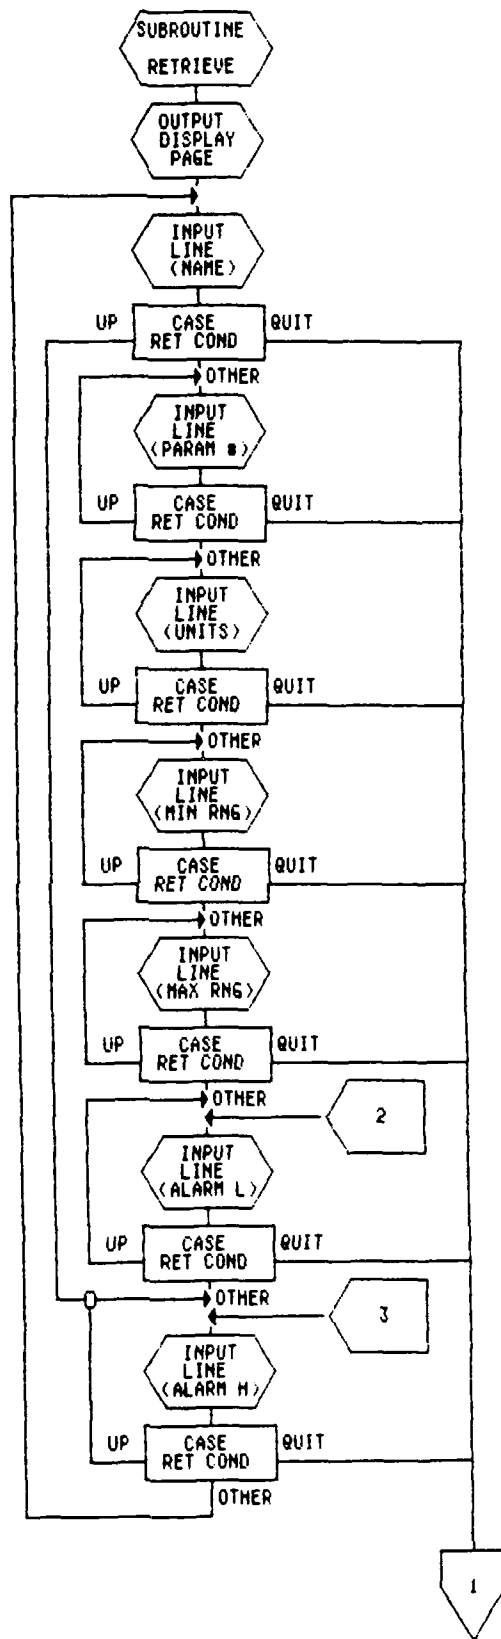 SUBROUTINE
RETRIEVE
OUTPUT
DISPLAY
PAGE
INPUT
LINE
(NAME)
UP
CASE
RET COND
QUIT
OTHER
INPUT
LINE
(PARAM #)
UP
CASE
RET COND
QUIT
OTHER
INPUT
LINE
(UNITS)
UP
CASE
RET COND
QUIT
OTHER
INPUT
LINE
(MIN RNG)
UP
CASE
RET COND
QUIT
OTHER
INPUT
LINE
(MAX RNG)
UP
CASE
RET COND
QUIT
OTHER
2
INPUT
LINE
(ALARM L)
UP
CASE
RET COND
QUIT
OTHER
3
INPUT
LINE
(ALARM H)
UP
CASE
RET COND
QUIT
OTHER
1